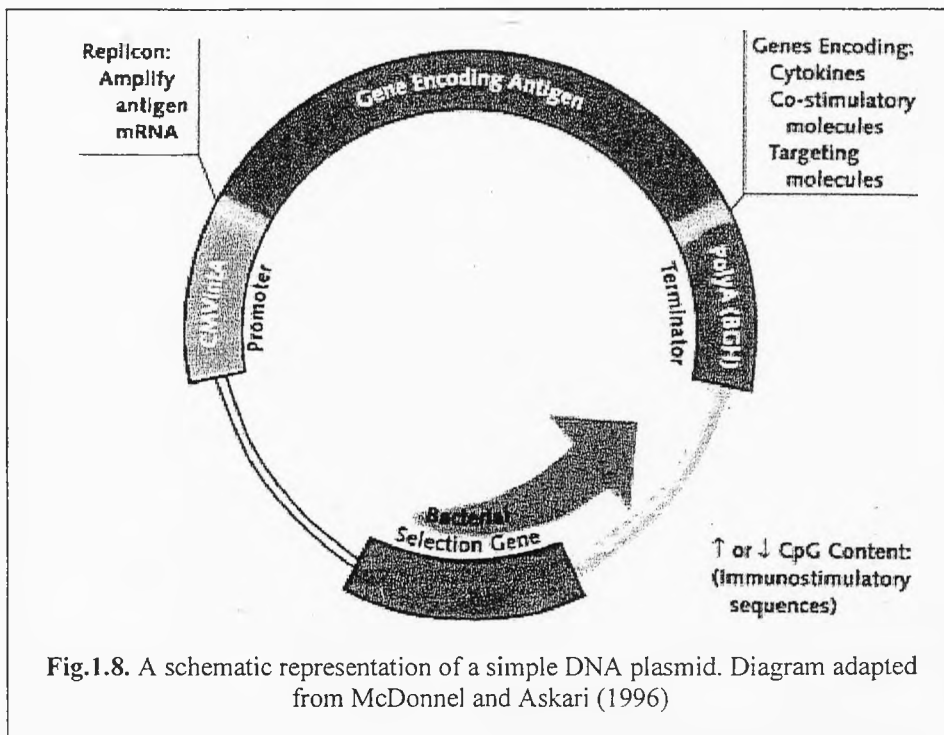 Replicon:
Amplify
antigen
mRNA
Gene Encoding Antigen
Genes Encoding:
Cytokines
Co-stimulatory
molecules
Targeting
molecules
CMV/intA
Promoter
Terminator
PolyA (BGH)
Bacterial
Selection Gene
↑ or ↓ CpG Content:
(Immunostimulatory
sequences)
Fig.1.8. A schematic representation of a simple DNA plasmid. Diagram adapted
from McDonnel and Askari (1996)